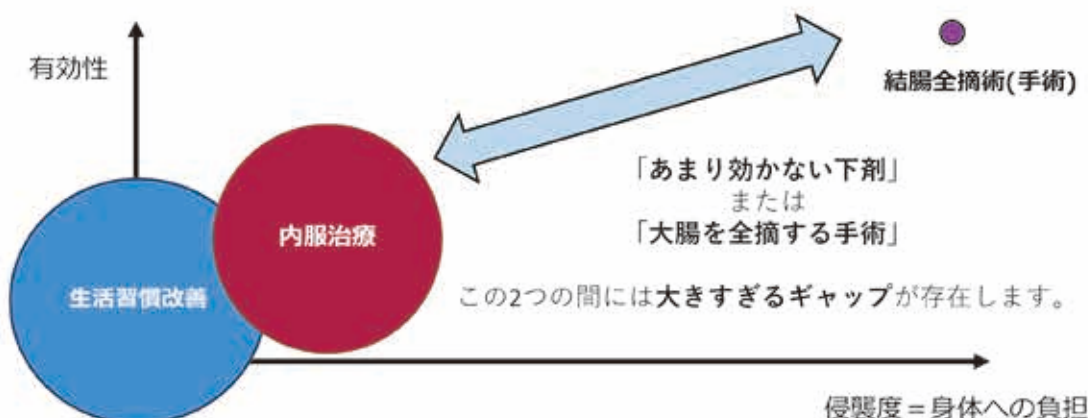 有効性
結腸全摘術(手術)
「あまり効かない下剤」
または
「大腸を全摘する手術」
内服治療
生活習慣改善
この2つの間には大きすぎるギャップが存在します。
侵襲度＝身体への負担